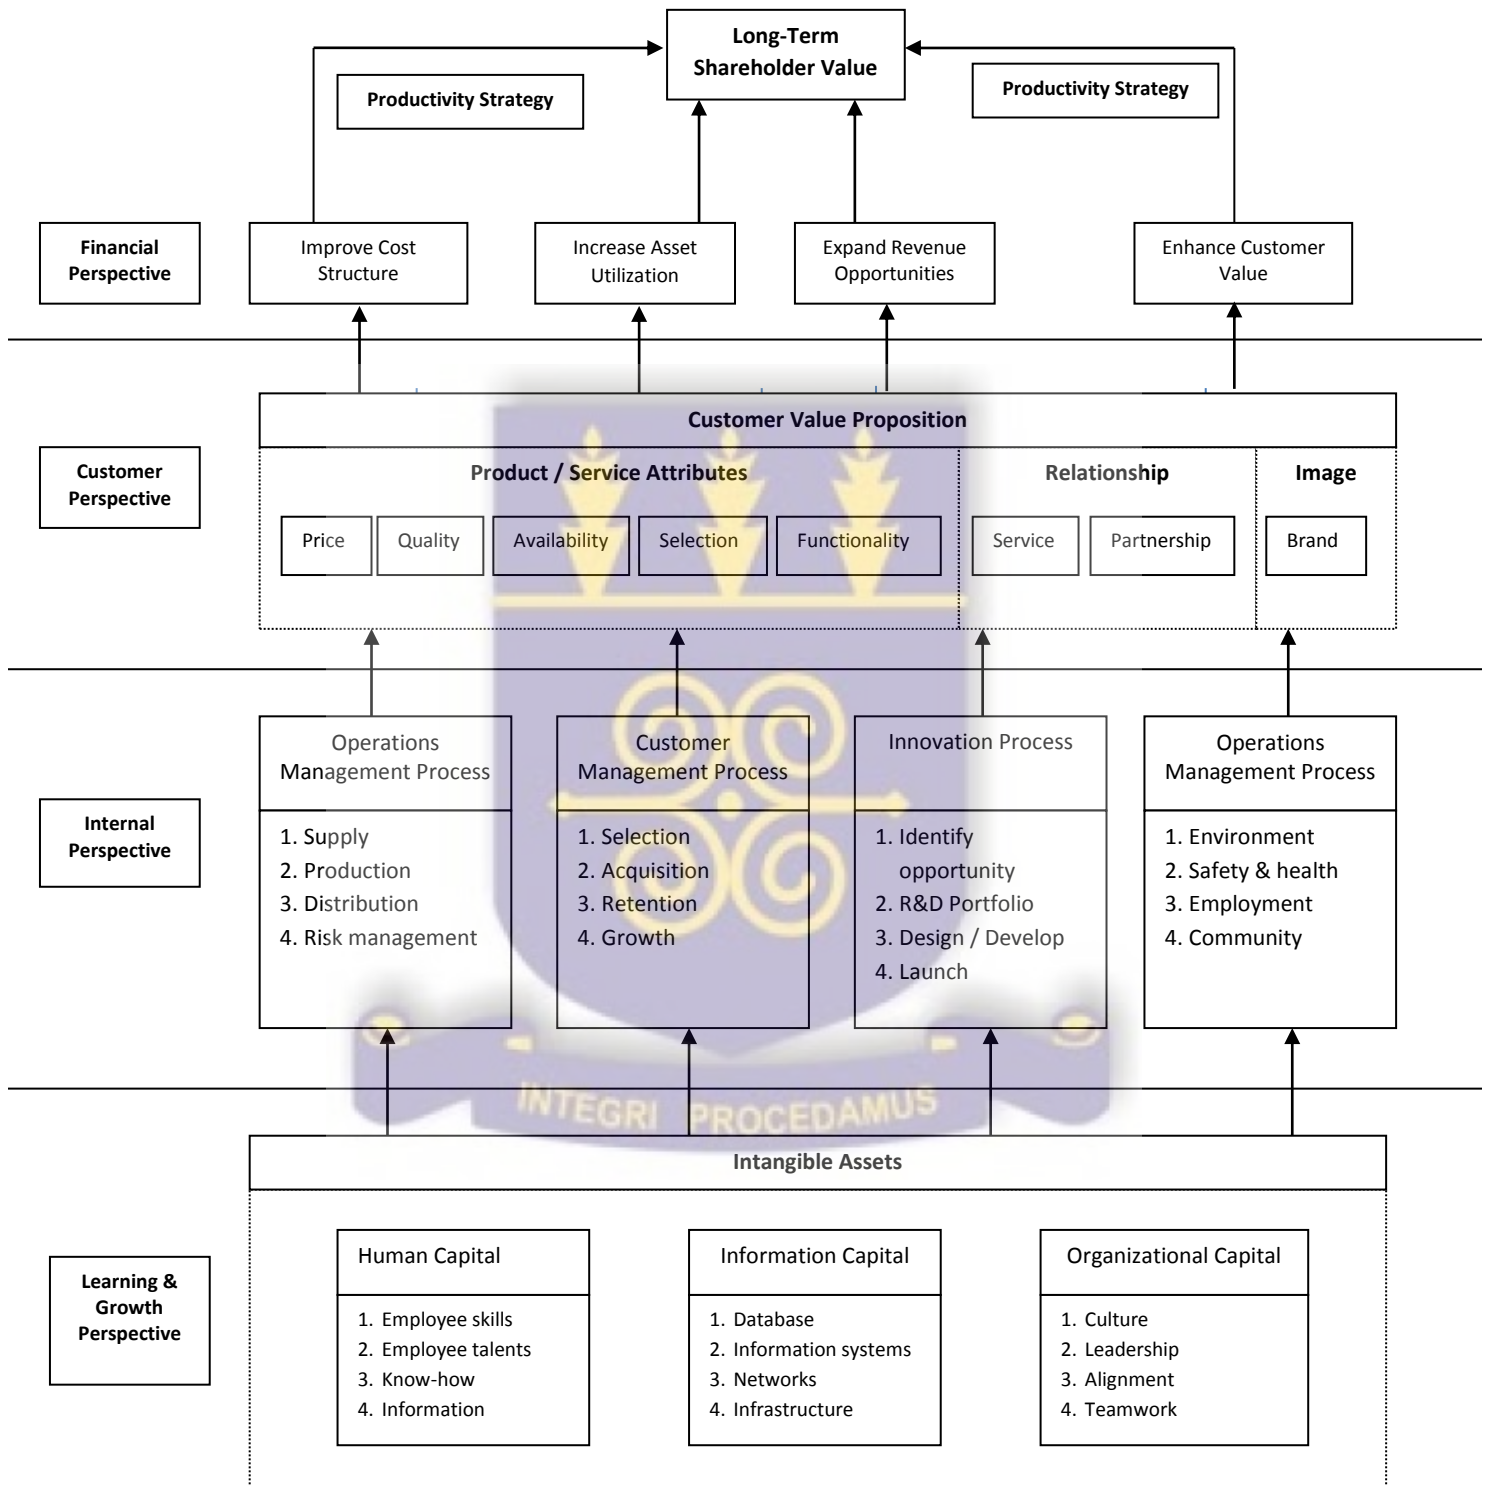 Long-Term
Shareholder Value
Productivity Strategy
Productivity Strategy
Financial
Perspective
Improve Cost
Structure
Increase Asset
Utilization
Expand Revenue
Opportunities
Enhance Customer
Value
Customer Value Proposition
Customer
Perspective
Product / Service Attributes
Relationship
Image
Price
Quality
Availability
Selection
Functionality
Service
Partnership
Brand
Internal
Perspective
Operations
Management Process
1. Supply
2. Production
3. Distribution
4. Risk management
Customer
Management Process
1. Selection
2. Acquisition
3. Retention
4. Growth
Innovation Process
1. Identify
opportunity
2. R&D Portfolio
3. Design / Develop
4. Launch
Operations
Management Process
1. Environment
2. Safety & health
3. Employment
4. Community
INTEGRI PROCEDAMUS
Intangible Assets
Learning &
Growth
Perspective
Human Capital
1. Employee skills
2. Employee talents
3. Know-how
4. Information
Information Capital
1. Database
2. Information systems
3. Networks
4. Infrastructure
Organizational Capital
1. Culture
2. Leadership
3. Alignment
4. Teamwork